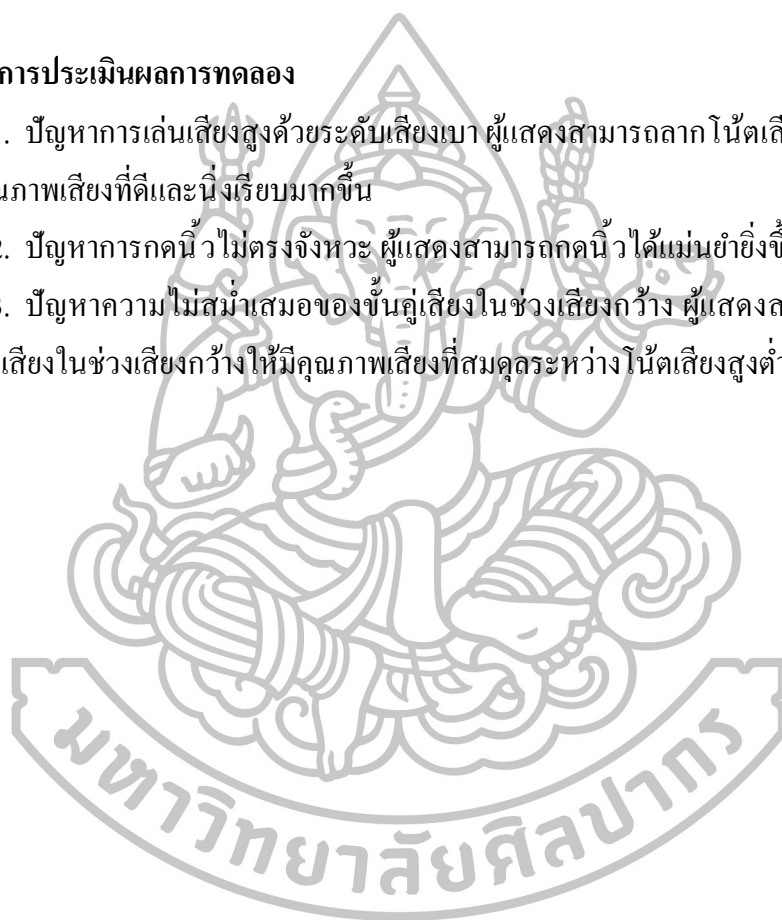 การประเมินผลการทดลอง
. ปัญหาการเล่นเสียงสูงด้วยระดับเสียงเบา ผู้แสดงสามารถลากโน้ตเสี
ณภาพเสียงที่ดีและนิ่งเรียบมากขึ้น
2. ปัญหาการกดนิ้วไม่ตรงจังหวะ ผู้แสดงสามารถกดนิ้วได้แม่นยำยิ่งขึ้
3. ปัญหาความไม่สม่ำเสมอของขั้นคู่เสียงในช่วงเสียงกว้าง ผู้แสดงส
เสียงในช่วงเสียงกว้างให้มีคุณภาพเสียงที่สมดุลระหว่างโน้ตเสียงสูงต่ำ
มหาวิทยาลัยศิลปากร